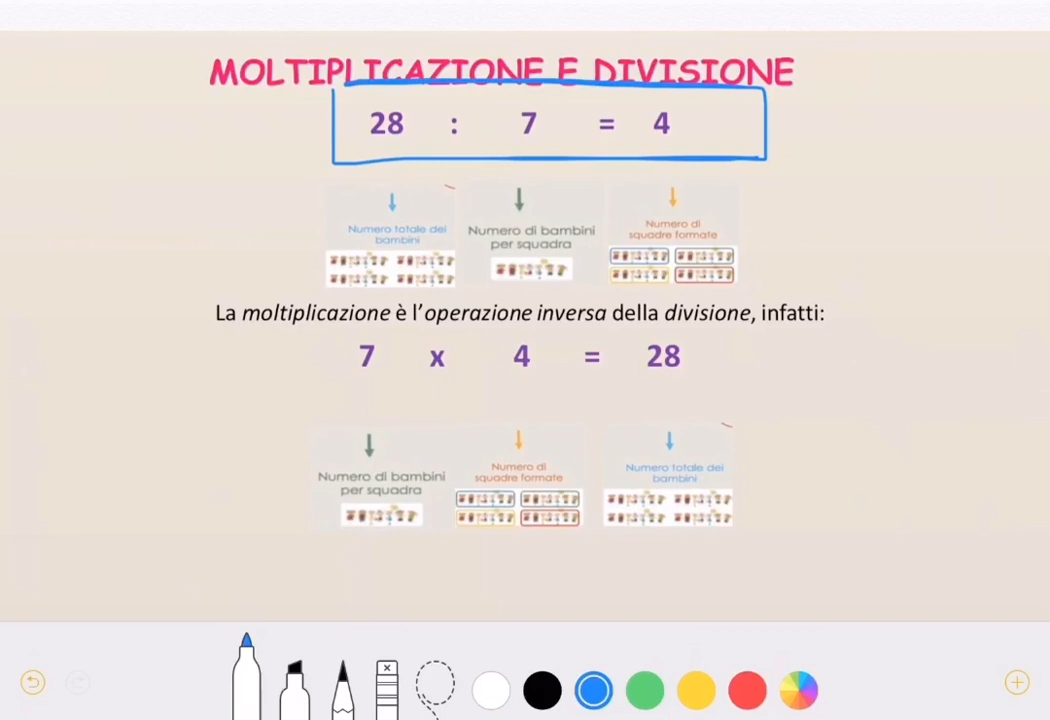 MOLTIPLICAZIONE E DIVISIONE
28 : 7 = 4
Numero totale dei
bambini
Numero di bambini
per squadra
Numero di
squadre formate
La moltiplicazione è l'operazione inversa della divisione, infatti:
7 x 4 = 28
Numero di bambini
per squadra
Numero di
squadre formate
Numero totale dei
bambini